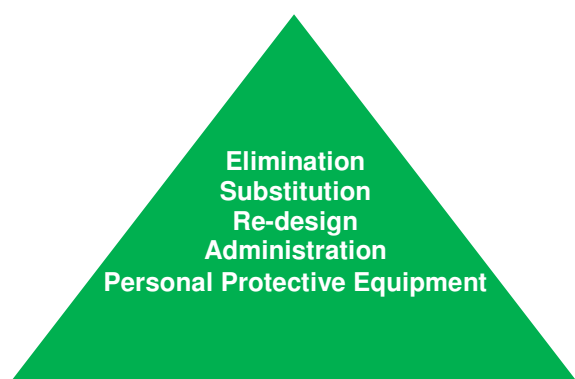 Elimination
Substitution
Re-design
Administration
Personal Protective Equipment